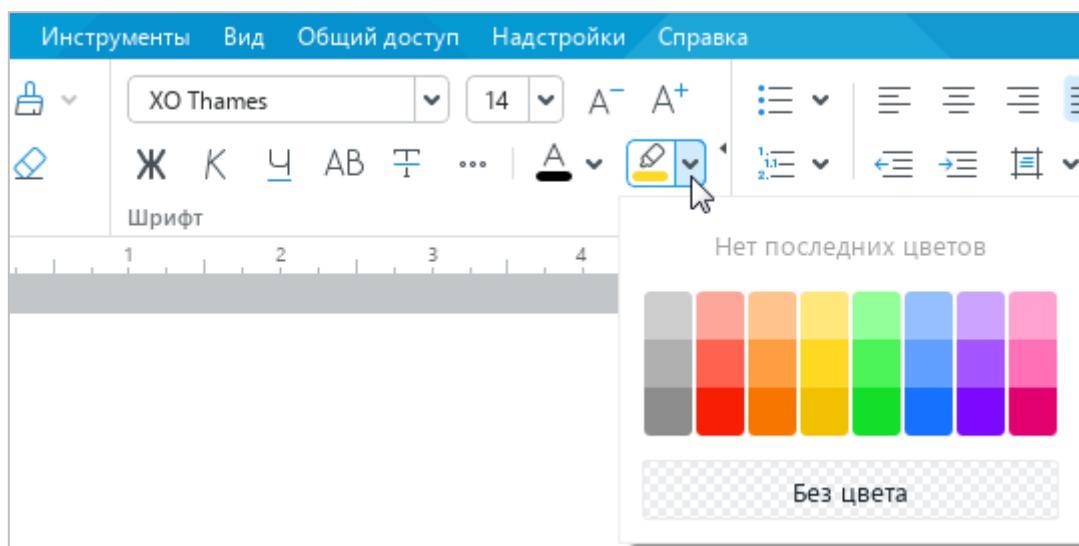 Инструменты Вид Общий доступ Надстройки Справка
XO Thames 14 A− A+
Ж К Ч АВ Т A
Шрифт
1 2 3 4
Нет последних цветов
Без цвета